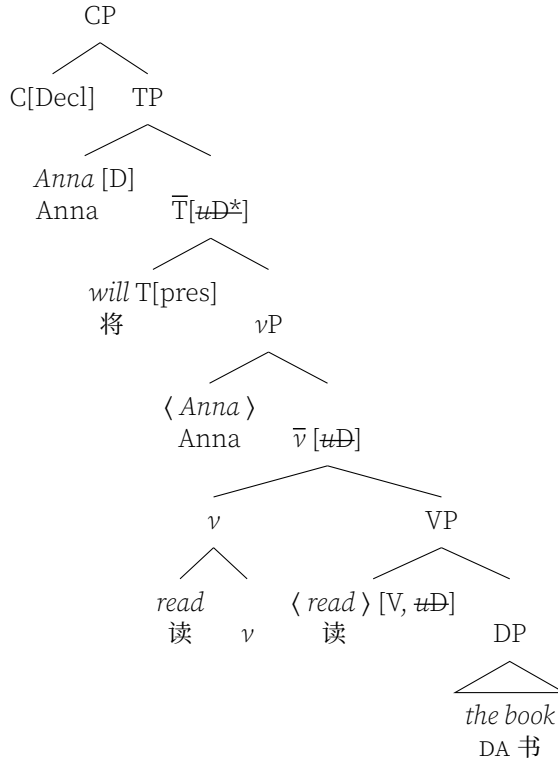 CP
C[Decl] TP
Anna [D]
Anna T̅[uD*]
will T[pres]
将 vP
⟨ Anna ⟩
Anna v̅ [uD]
v VP
read ⟨ read ⟩ [V, uD]
读 v 读 DP
the book
DA 书